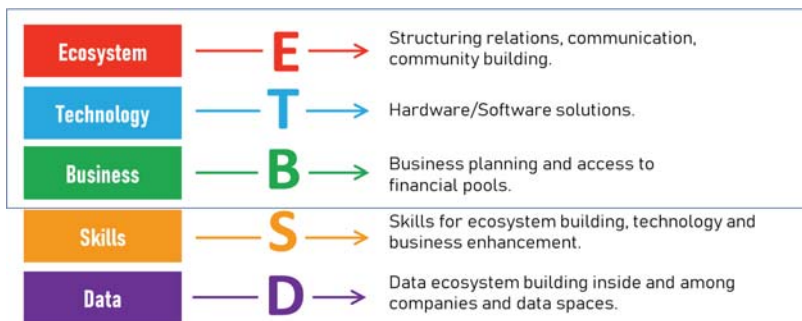 Ecosystem E Structuring relations, communication,
community building.
Technology T Hardware/Software solutions.
Business B Business planning and access to
financial pools.
Skills S Skills for ecosystem building, technology and
business enhancement.
Data D Data ecosystem building inside and among
companies and data spaces.